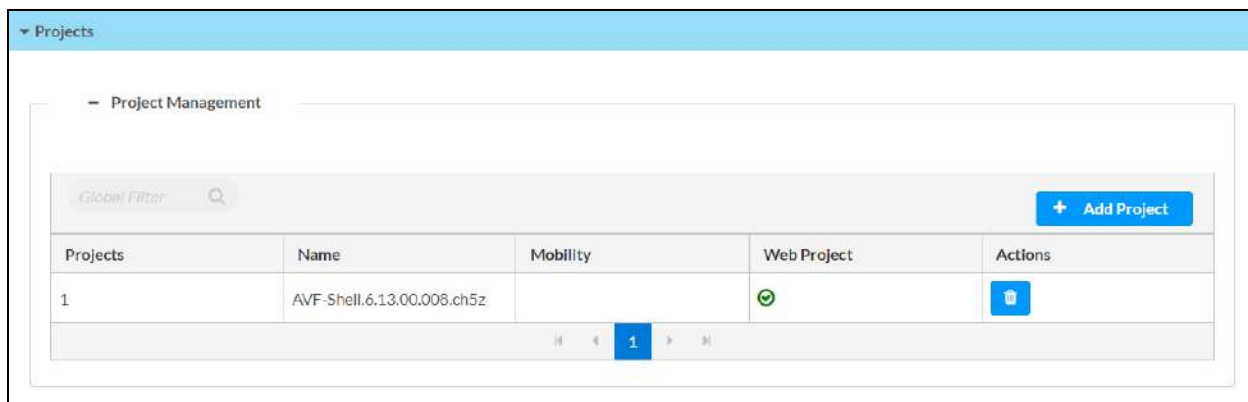 Projects
Project Management
Global Filter
Add Project
Projects Name Mobility Web Project Actions
1 AVF-Shell.6.13.00.008.ch5z
1